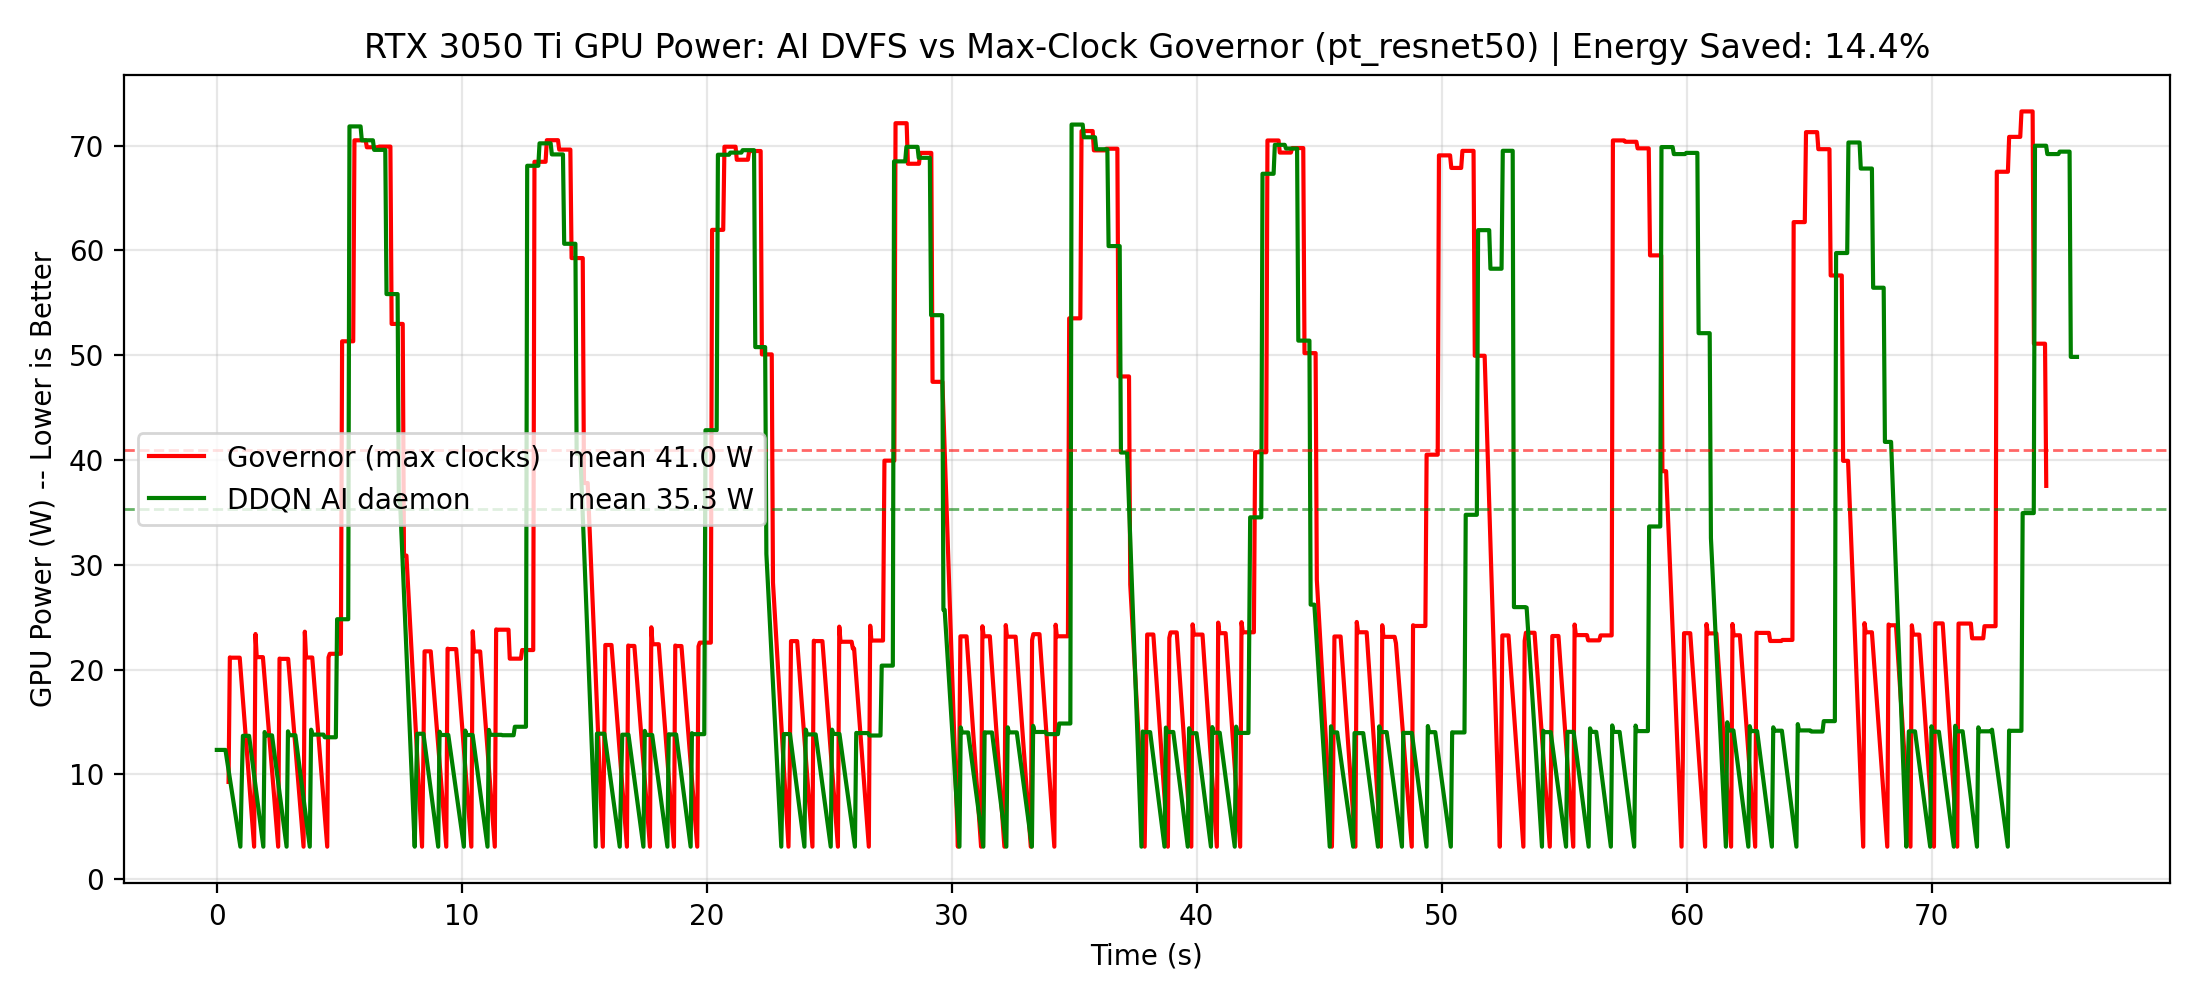 RTX 3050 Ti GPU Power: AI DVFS vs Max-Clock Governor (pt_resnet50) | Energy Saved: 14.4%
GPU Power (W) -- Lower is Better
70
60
50
40
30
20
10
0
Governor (max clocks)   mean 41.0 W
DDQN AI daemon          mean 35.3 W
0 10 20 30 40 50 60 70
Time (s)